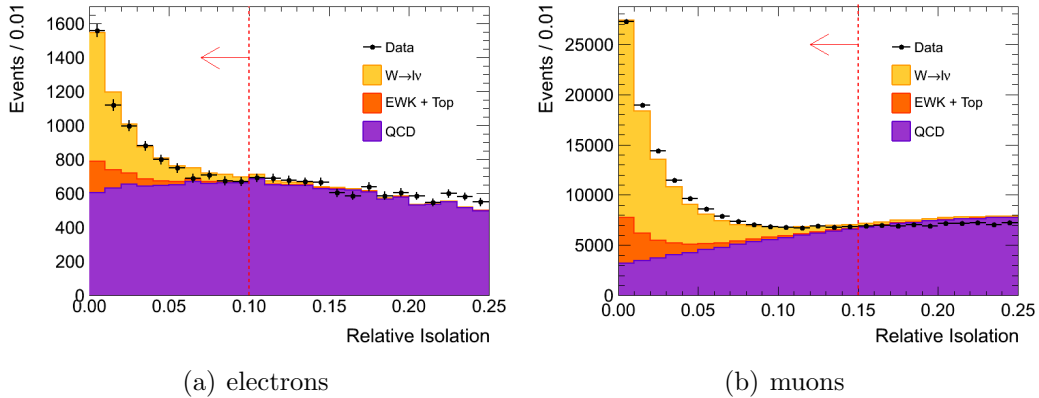 Events / 0.01
1600
1400
1200
1000
800
600
400
200
0
Data
W→lν
EWK + Top
QCD
0.00 0.05 0.10 0.15 0.20 0.25
Relative Isolation
(a) electrons
Events / 0.01
25000
20000
15000
10000
5000
0
Data
W→lν
EWK + Top
QCD
0.00 0.05 0.10 0.15 0.20 0.25
Relative Isolation
(b) muons